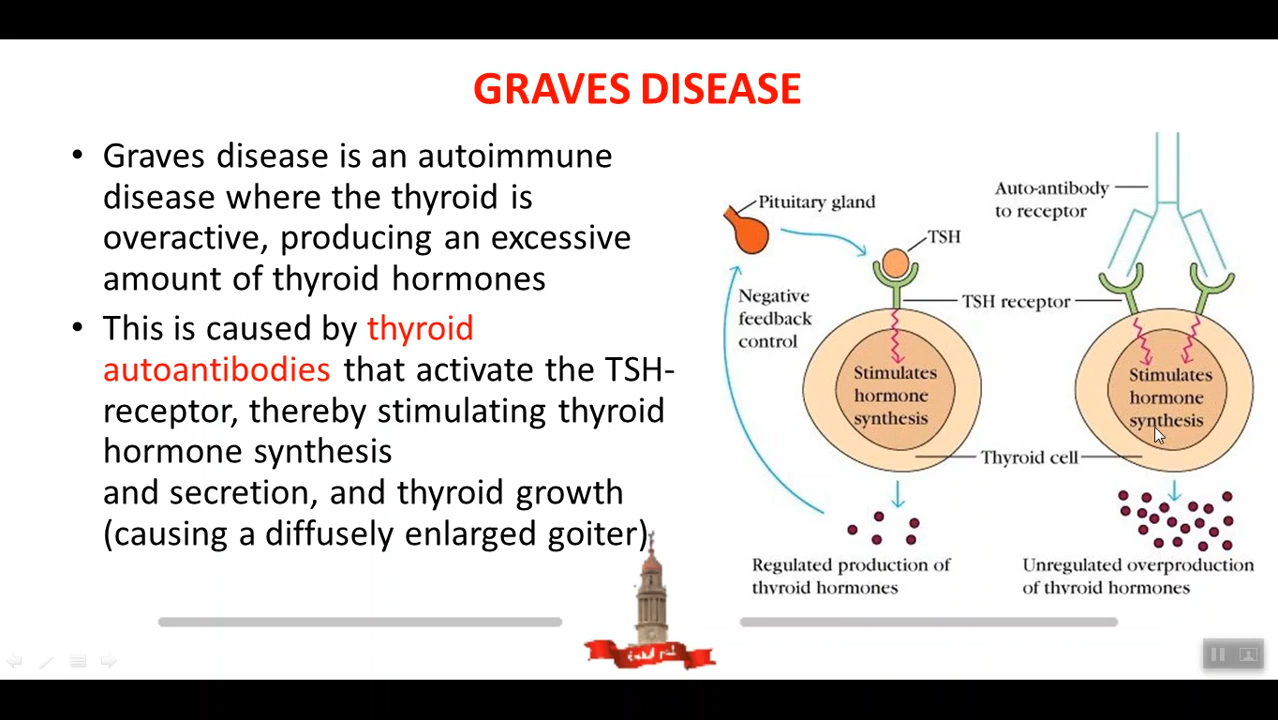 GRAVES DISEASE
• Graves disease is an autoimmune
disease where the thyroid is
overactive, producing an excessive
amount of thyroid hormones
• This is caused by thyroid
autoantibodies that activate the TSH-
receptor, thereby stimulating thyroid
hormone synthesis
and secretion, and thyroid growth
(causing a diffusely enlarged goiter)
Pituitary gland
TSH
Negative
feedback
control
TSH receptor
Stimulates
hormone
synthesis
Thyroid cell
Regulated production of
thyroid hormones
Auto-antibody
to receptor
Stimulates
hormone
synthesis
Unregulated overproduction
of thyroid hormones